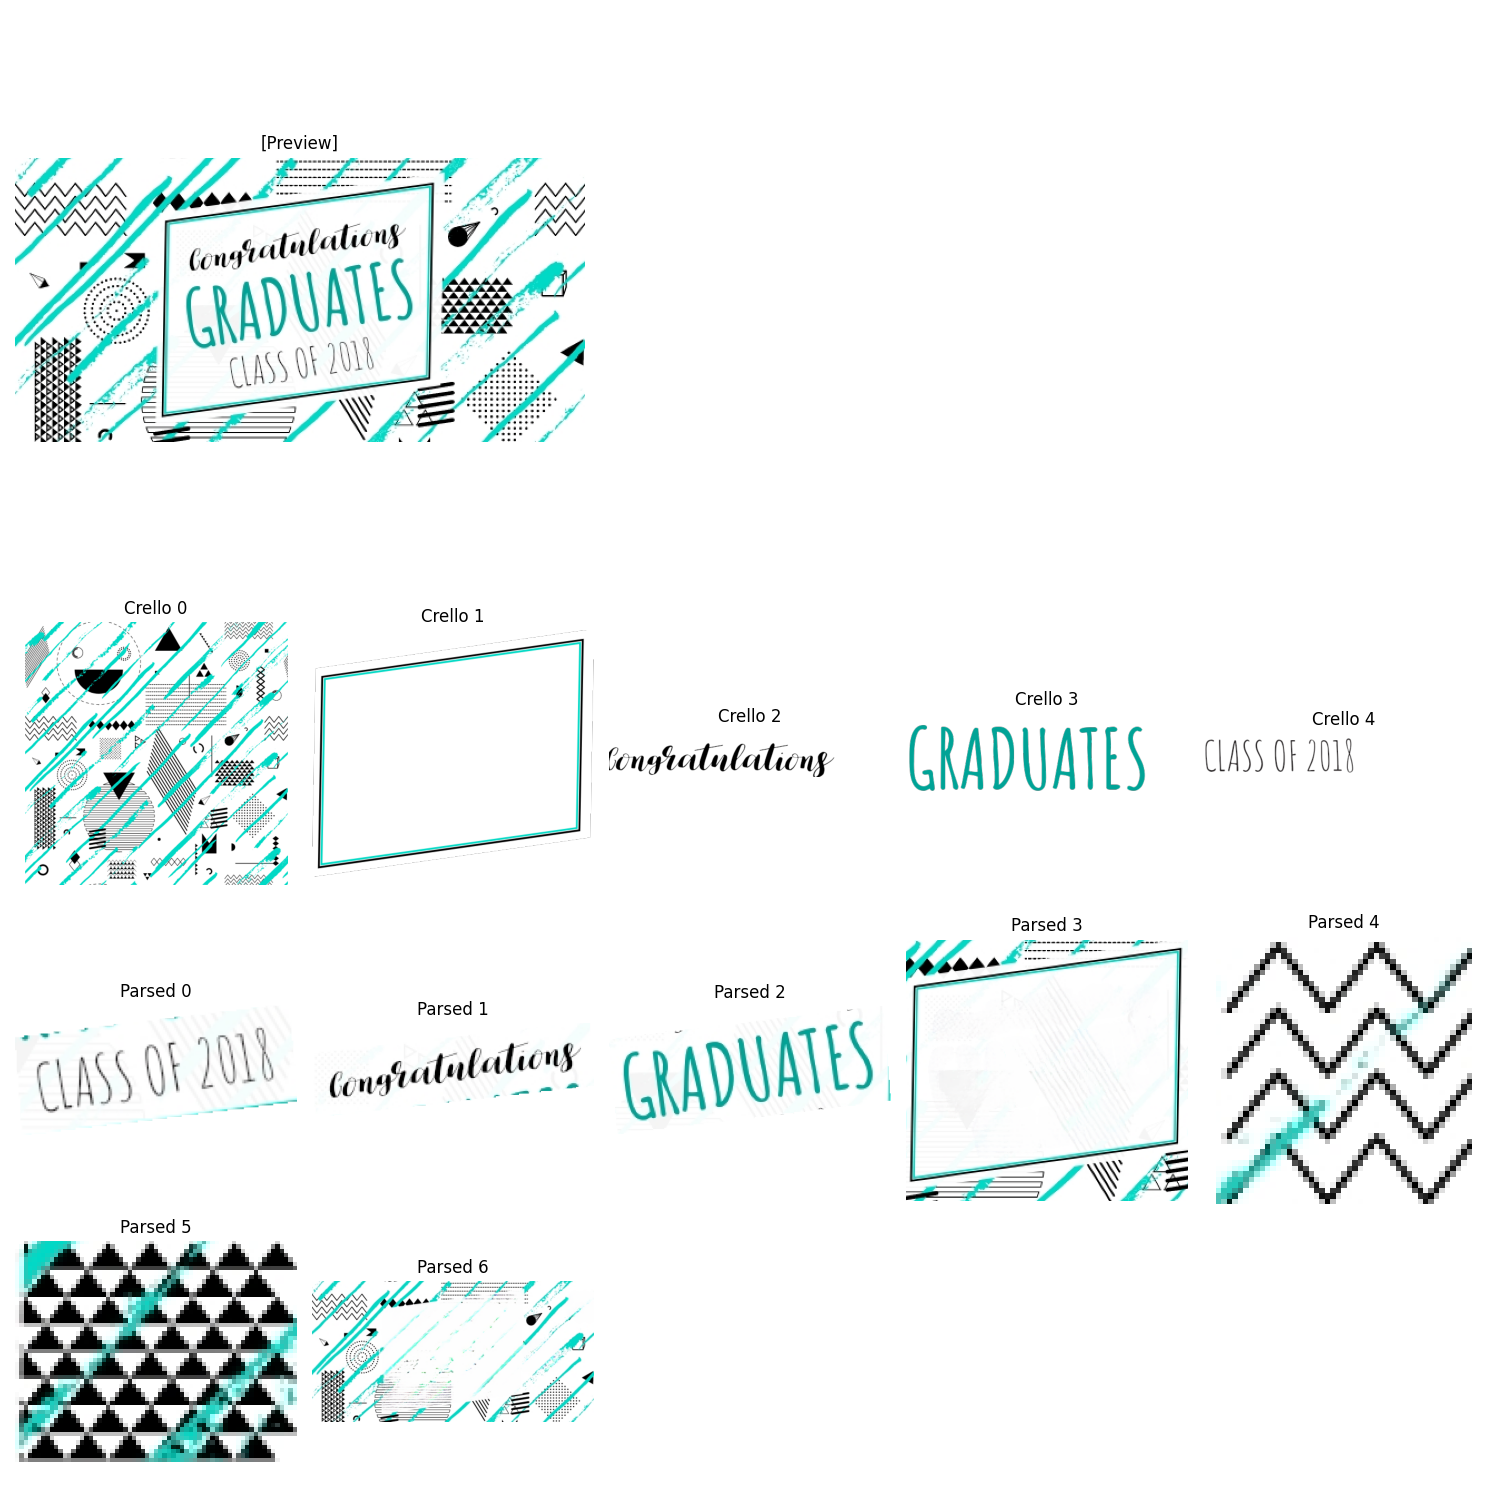 [Preview]
Congratulations
GRADUATES
CLASS OF 2018
Crello 0
Crello 1
Crello 2
Congratulations
Crello 3
GRADUATES
Crello 4
CLASS OF 2018
Parsed 0
CLASS OF 2018
Parsed 1
Congratulations
Parsed 2
GRADUATES
Parsed 3
Parsed 4
Parsed 5
Parsed 6